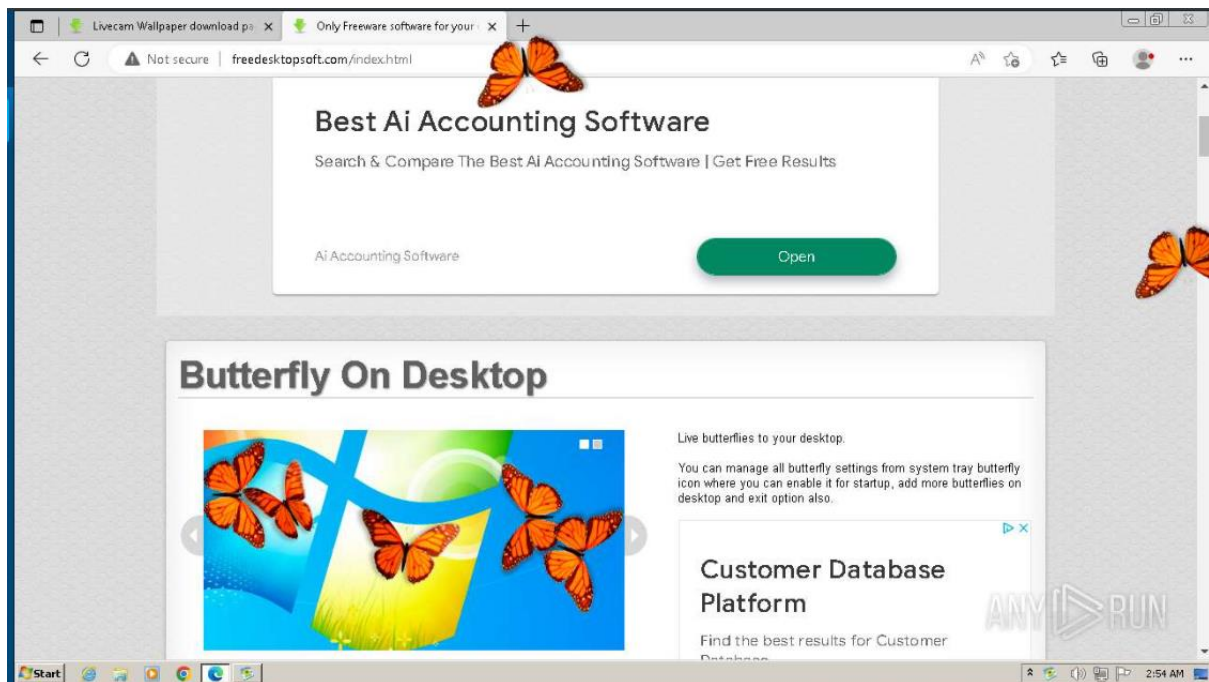 Livecam Wallpaper download pa
Only Freeware software for your
Not secure
freedesktopsoft.com/index.html
Best Ai Accounting Software
Search & Compare The Best Ai Accounting Software | Get Free Results
Ai Accounting Software
Open
Butterfly On Desktop
Live butterflies to your desktop.
You can manage all butterfly settings from system tray butterfly
icon where you can enable it for startup, add more butterflies on
desktop and exit option also.
Customer Database
Platform
Find the best results for Customer
Database
ANY RUN
Start
2:54 AM